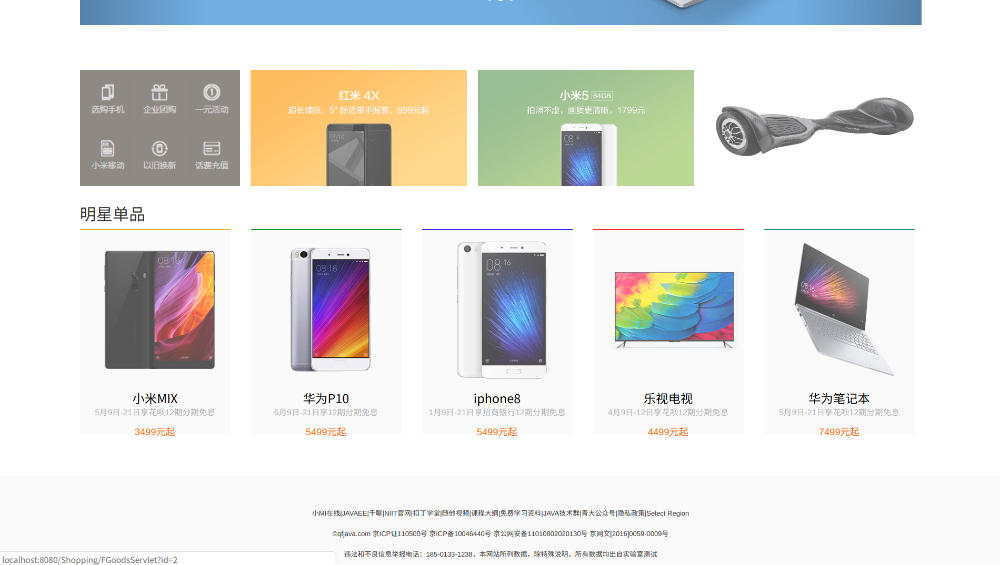 选购手机 企业团购 一元活动
小米移动 以旧换新 话费充值
红米 4X
超长续航，5" 舒适单手握感，699元起
08:16
小米5 64GB
拍照不虚，画质更清晰，1799元
08:16
明星单品
08:16
08:16
08:16
08:16
小米MIX
5月9日-21日享花呗12期分期免息
3499元起
华为P10
6月9日-21日享12期分期免息
5499元起
iphone8
1月9日-21日享招商银行12期分期免息
5499元起
乐视电视
4月9日-12日享花呗12期分期免息
4499元起
华为笔记本
5月9日-21日享花呗12期分期免息
7499元起
小MI在线|JAVAEE|千聊|NIIT官网|扣丁学堂|随他视频|课程大纲|免费学习资料|JAVA技术群|青大公众号|隐私政策|Select Region
©qfjava.com 京ICP证110500号 京ICP备10046440号 京公网安备11010802020130号 京网文[2016]0059-0009号
违法和不良信息举报电话：185-0133-1238，本网站所列数据，除特殊说明，所有数据均出自实验室测试
localhost:8080/Shopping/FGoodsServlet?id=2